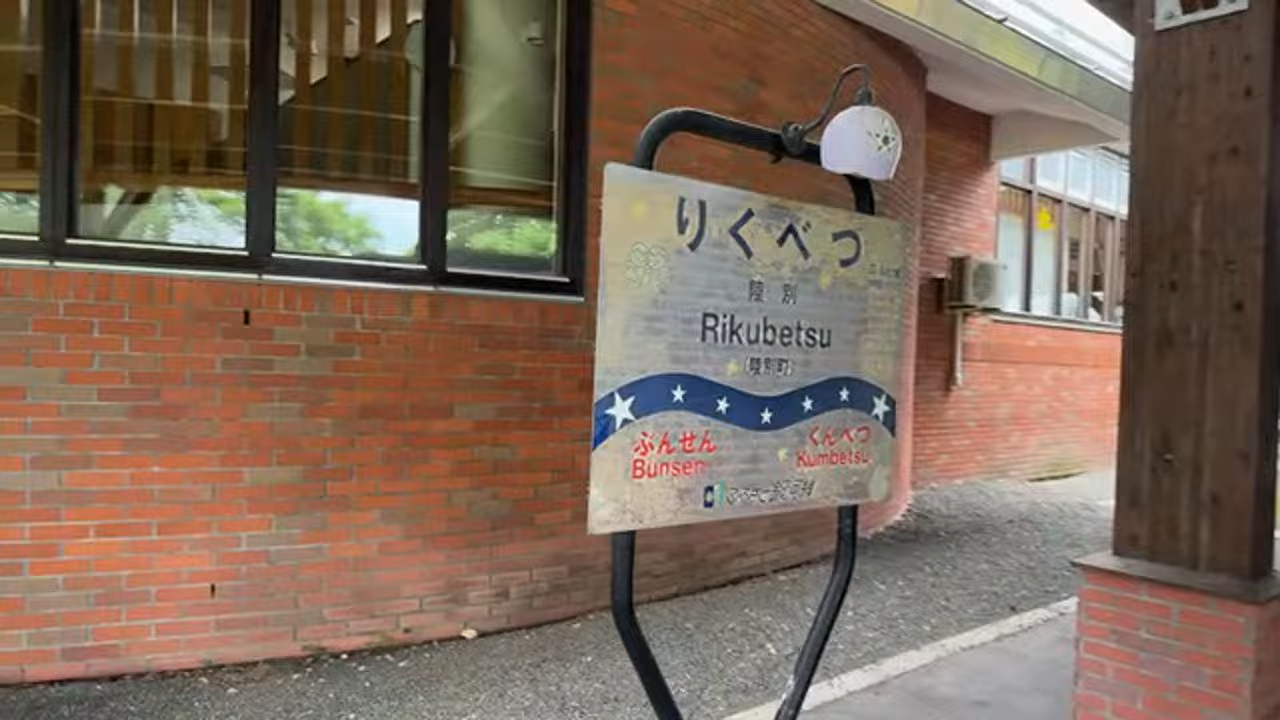 りくべつ
陸別
Rikubetsu
(陸別町)
ぶんせん くんべつ
Bunsen Kumbetsu